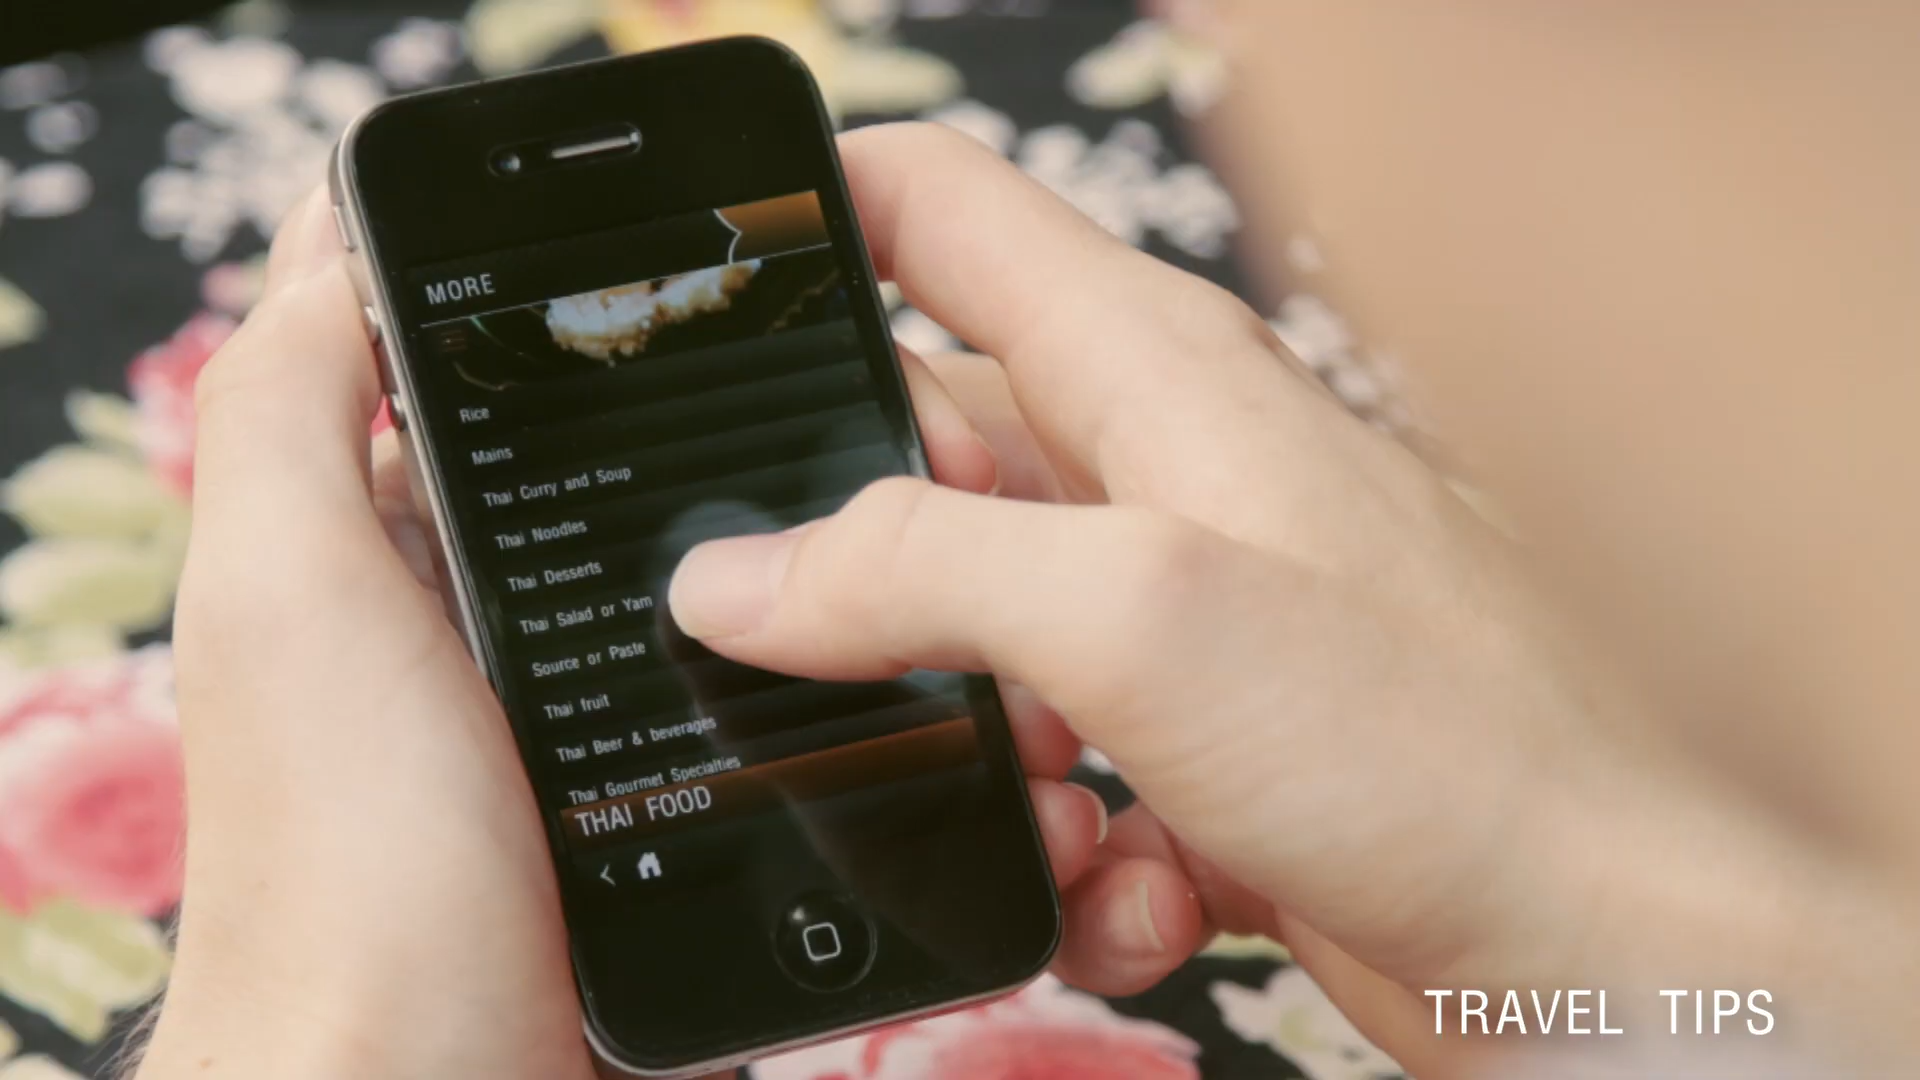 MORE
Rice
Mains
Thai Curry and Soup
Thai Noodles
Thai Desserts
Thai Salad or Yam
Source or Paste
Thai fruit
Thai Beer & beverages
Thai Gourmet Specialties
THAI FOOD
TRAVEL TIPS